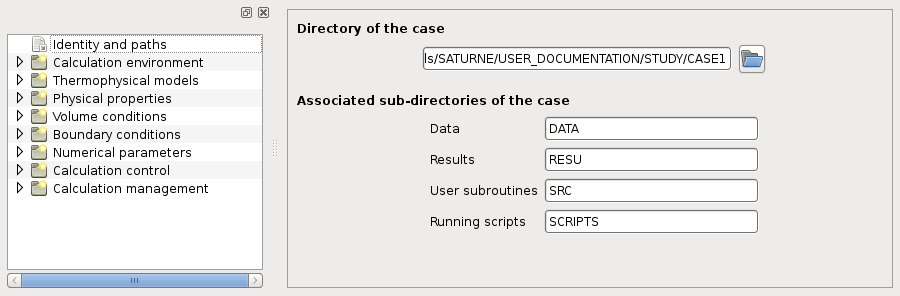 Identity and paths
Calculation environment
Thermophysical models
Physical properties
Volume conditions
Boundary conditions
Numerical parameters
Calculation control
Calculation management
Directory of the case
ls/SATURNE/USER_DOCUMENTATION/STUDY/CASE1
Associated sub-directories of the case
Data DATA
Results RESU
User subroutines SRC
Running scripts SCRIPTS